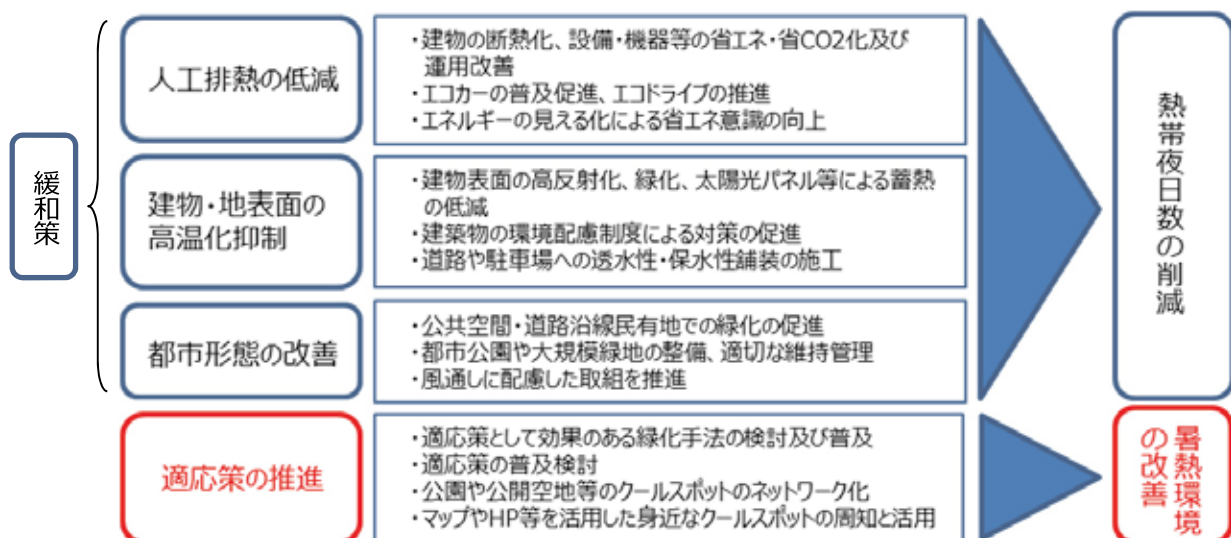 緩和策
人工排熱の低減
・建物の断熱化、設備・機器等の省エネ・省CO2化及び
運用改善
・エコカーの普及促進、エコドライブの推進
・エネルギーの見える化による省エネ意識の向上
建物・地表面の
高温化抑制
・建物表面の高反射化、緑化、太陽光パネル等による蓄熱
の低減
・建築物の環境配慮制度による対策の促進
・道路や駐車場への透水性・保水性舗装の施工
都市形態の改善
・公共空間・道路沿線民有地での緑化の促進
・都市公園や大規模緑地の整備、適切な維持管理
・風通しに配慮した取組を推進
熱帯夜日数の削減
適応策の推進
・適応策として効果のある緑化手法の検討及び普及
・適応策の普及検討
・公園や公開空地等のクールスポットのネットワーク化
・マップやHP等を活用した身近なクールスポットの周知と活用
暑熱環境
の改善